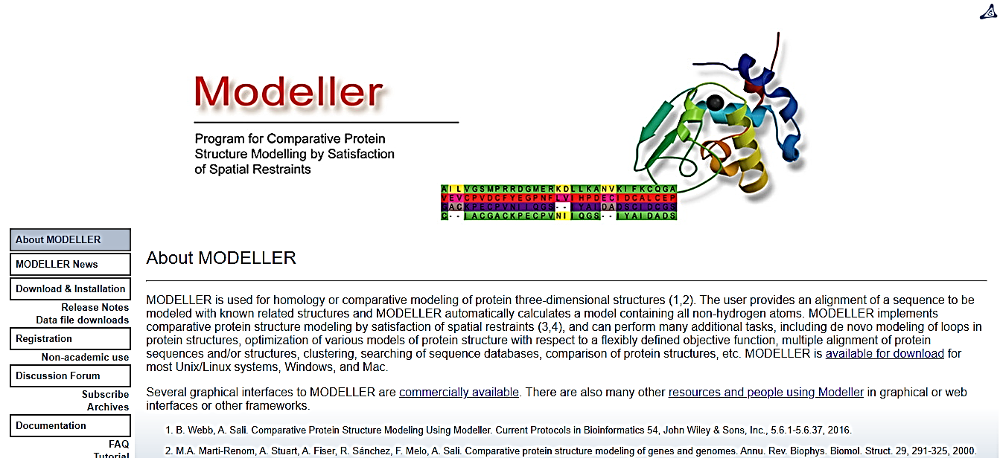 Modeller
Program for Comparative Protein
Structure Modelling by Satisfaction
of Spatial Restraints
AILVGSMPRRDGMERKDLLKANVKIFKCQGA
VEVCPVDCFYEGPNFLVIHPDECIDCALCEP
GACKPECPVNIIQGS--IYAIDADSCIDCGS
C--IACGACKPECPVNIIQGS--IYAIDADS
About MODELLER
MODELLER News
Download & Installation
Release Notes
Data file downloads
Registration
Non-academic use
Discussion Forum
Subscribe
Archives
Documentation
FAQ
Tutorial
About MODELLER
MODELLER is used for homology or comparative modeling of protein three-dimensional structures (1,2). The user provides an alignment of a sequence to be
modeled with known related structures and MODELLER automatically calculates a model containing all non-hydrogen atoms. MODELLER implements
comparative protein structure modeling by satisfaction of spatial restraints (3,4), and can perform many additional tasks, including de novo modeling of loops in
protein structures, optimization of various models of protein structure with respect to a flexibly defined objective function, multiple alignment of protein
sequences and/or structures, clustering, searching of sequence databases, comparison of protein structures, etc. MODELLER is available for download for
most Unix/Linux systems, Windows, and Mac.
Several graphical interfaces to MODELLER are commercially available. There are also many other resources and people using Modeller in graphical or web
interfaces or other frameworks.
1. B. Webb, A. Sali. Comparative Protein Structure Modeling Using Modeller. Current Protocols in Bioinformatics 54, John Wiley & Sons, Inc., 5.6.1-5.6.37, 2016.
2. M.A. Marti-Renom, A. Stuart, A. Fiser, R. Sánchez, F. Melo, A. Sali. Comparative protein structure modeling of genes and genomes. Annu. Rev. Biophys. Biomol. Struct. 29, 291-325, 2000.